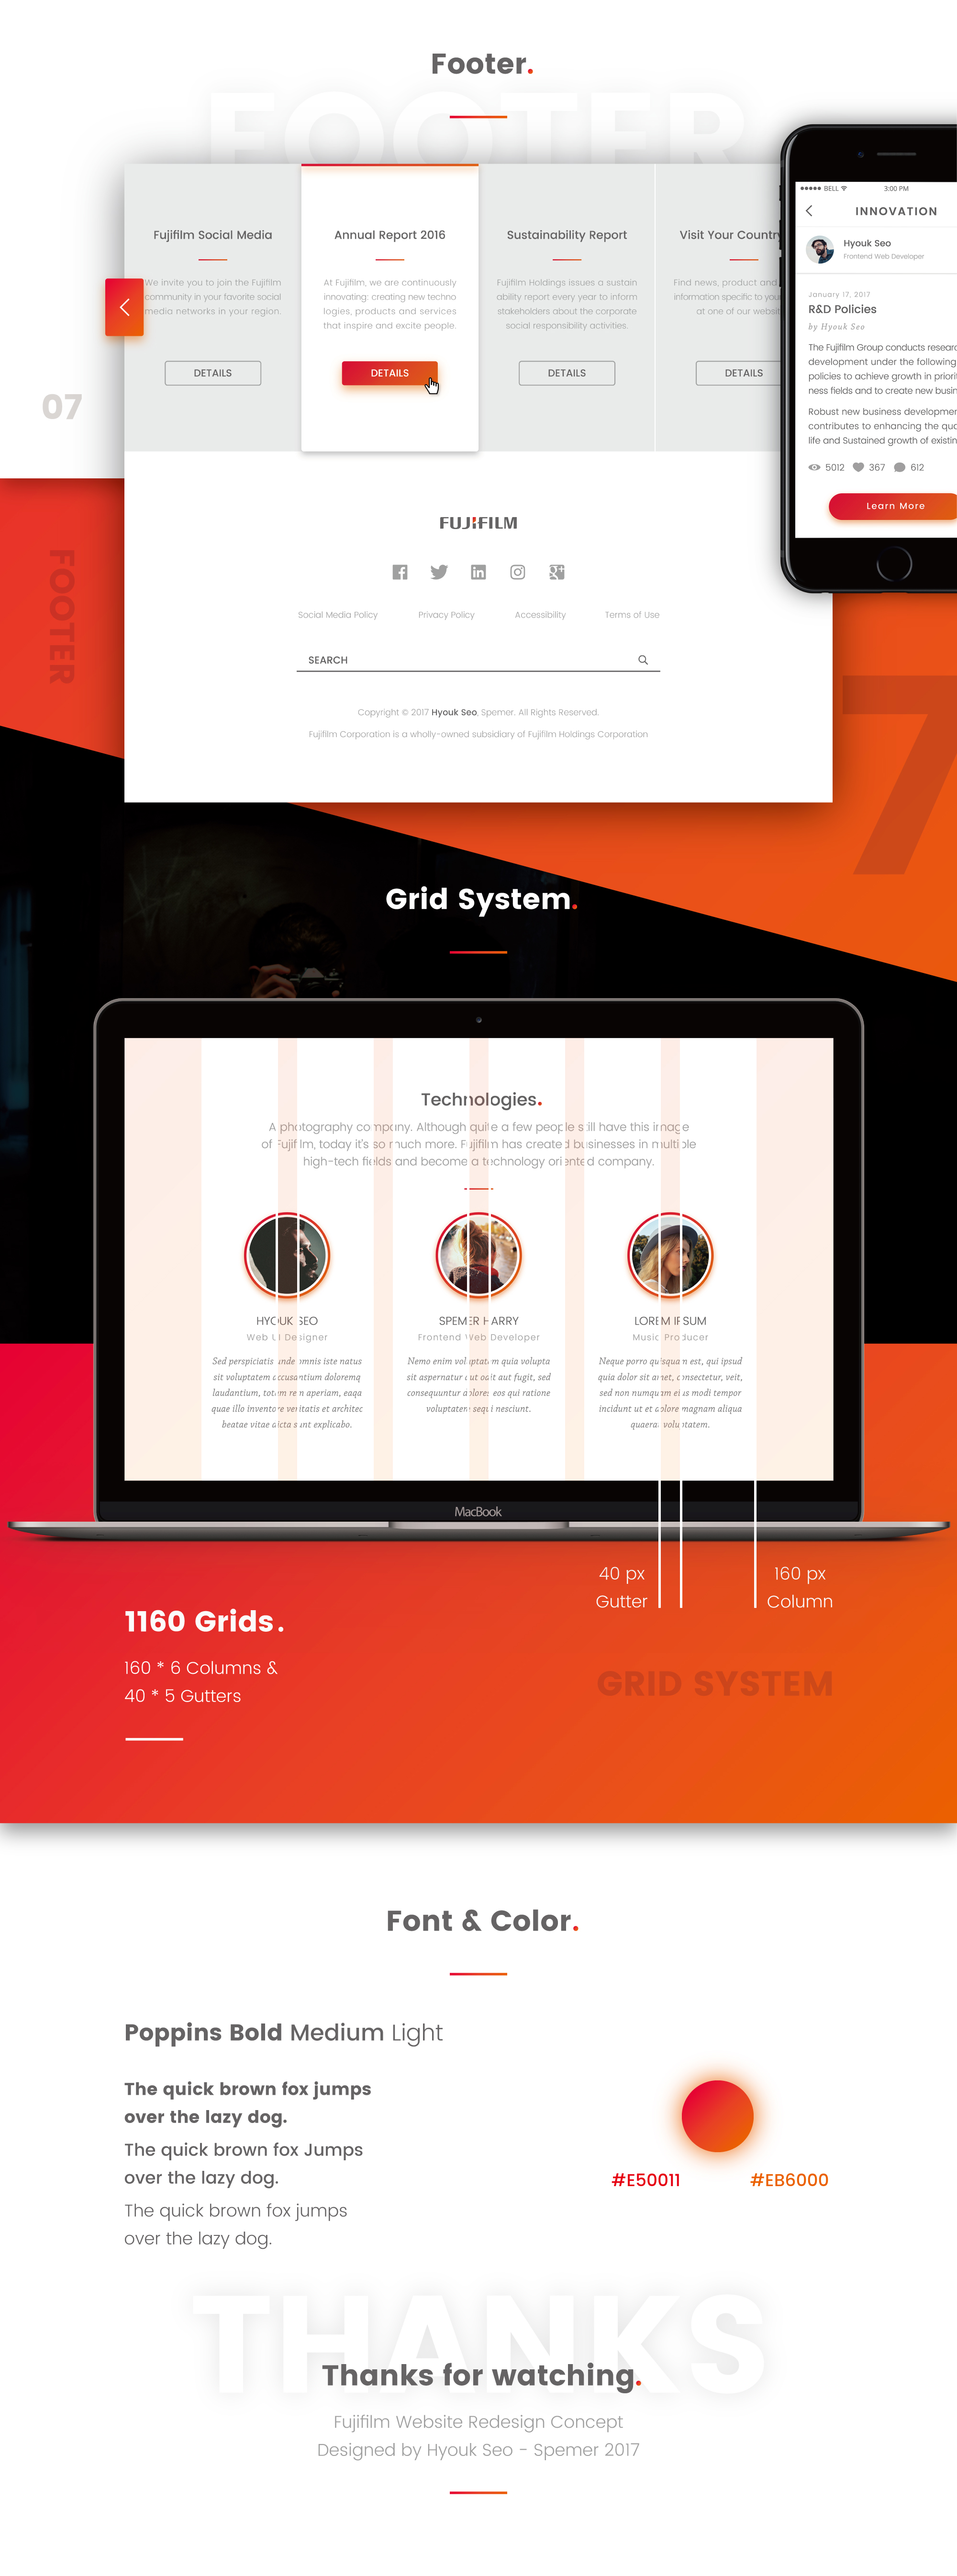 Footer.
FOOTER
Fujifilm Social Media
We invite you to join the Fujifilm
community in your favorite social
media networks in your region.
DETAILS
Annual Report 2016
At Fujifilm, we are continuously
innovating: creating new techno
logies, products and services
that inspire and excite people.
DETAILS
Sustainability Report
Fujifilm Holdings issues a sustain
ability report every year to inform
stakeholders about the corporate
social responsibility activities.
DETAILS
Visit Your Country
Find news, product and
information specific to you
at one of our websit
DETAILS
BELL
3:00 PM
INNOVATION
Hyouk Seo
Frontend Web Developer
January 17, 2017
R&D Policies
by Hyouk Seo
The Fujifilm Group conducts researc
development under the following
policies to achieve growth in priorit
ness fields and to create new busin
Robust new business developmen
contributes to enhancing the qua
life and Sustained growth of existin
5012 367 612
Learn More
07
FOOTER
7
FUJIFILM
Social Media Policy Privacy Policy Accessibility Terms of Use
SEARCH
Copyright © 2017 Hyouk Seo, Spemer. All Rights Reserved.
Fujifilm Corporation is a wholly-owned subsidiary of Fujifilm Holdings Corporation
Grid System.
Technologies.
A photography company. Although quite a few people still have this image
of Fujifilm, today it's so much more. Fujifilm has created businesses in multiple
high-tech fields and become a technology oriented company.
HYOUK SEO
Web UI Designer
Sed perspiciatis unde omnis iste natus
sit voluptatem accusantium doloremq
laudantium, totam rem aperiam, eaqa
quae illo inventore veritatis et architec
beatae vitae dicta sunt explicabo.
SPEMER HARRY
Frontend Web Developer
Nemo enim voluptatem quia volupta
sit aspernatur aut odit aut fugit, sed
consequuntur dolores eos qui ratione
voluptatem sequi nesciunt.
LOREM IPSUM
Music Producer
Neque porro quisquam est, qui ipsud
quia dolor sit amet, consectetur, veit,
sed non numquam eius modi tempor
incidunt ut et dolore magnam aliqua
quaerat voluptatem.
MacBook
40 px
Gutter
160 px
Column
1160 Grids.
160 * 6 Columns &
40 * 5 Gutters
GRID SYSTEM
Font & Color.
Poppins Bold Medium Light
The quick brown fox jumps
over the lazy dog.
The quick brown fox Jumps
over the lazy dog.
The quick brown fox jumps
over the lazy dog.
#E50011 #EB6000
THANKS
Thanks for watching.
Fujifilm Website Redesign Concept
Designed by Hyouk Seo - Spemer 2017